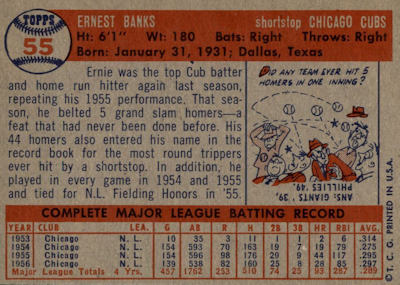 TOPPS
55
ERNEST BANKS
shortstop CHICAGO CUBS
Ht: 6'1" Wt: 180 Bats: Right Throws: Right
Born: January 31, 1931; Dallas, Texas
Ernie was the top Cub batter
and home run hitter again last season,
repeating his 1955 performance. That sea-
son, he belted 5 grand slam homers—
a feat that had never been done before. His
44 homers also entered his name in the
record book for the most round trippers
ever hit by a shortstop. In addition, he
played in every game in 1954 and 1955
and tied for N.L. Fielding Honors in '55.
DID ANY TEAM EVER HIT 5
HOMERS IN ONE INNING?
ANS: GIANTS '39,
PHILLIES '49.
COMPLETE MAJOR LEAGUE BATTING RECORD
YEAR CLUB LEA. G AB R H 2B 3B HR RBI AVG.
1953 Chicago N.L. 10 35 3 11 1 1 2 6 .314
1954 Chicago N.L. 154 593 70 163 19 7 19 79 .275
1955 Chicago N.L. 154 596 98 176 29 9 44 117 .295
1956 Chicago N.L. 139 538 82 160 25 8 28 85 .297
Major League Totals 4 Yrs. 457 1762 253 510 74 25 93 287 .289
© T. C. G. PRINTED IN U.S.A.